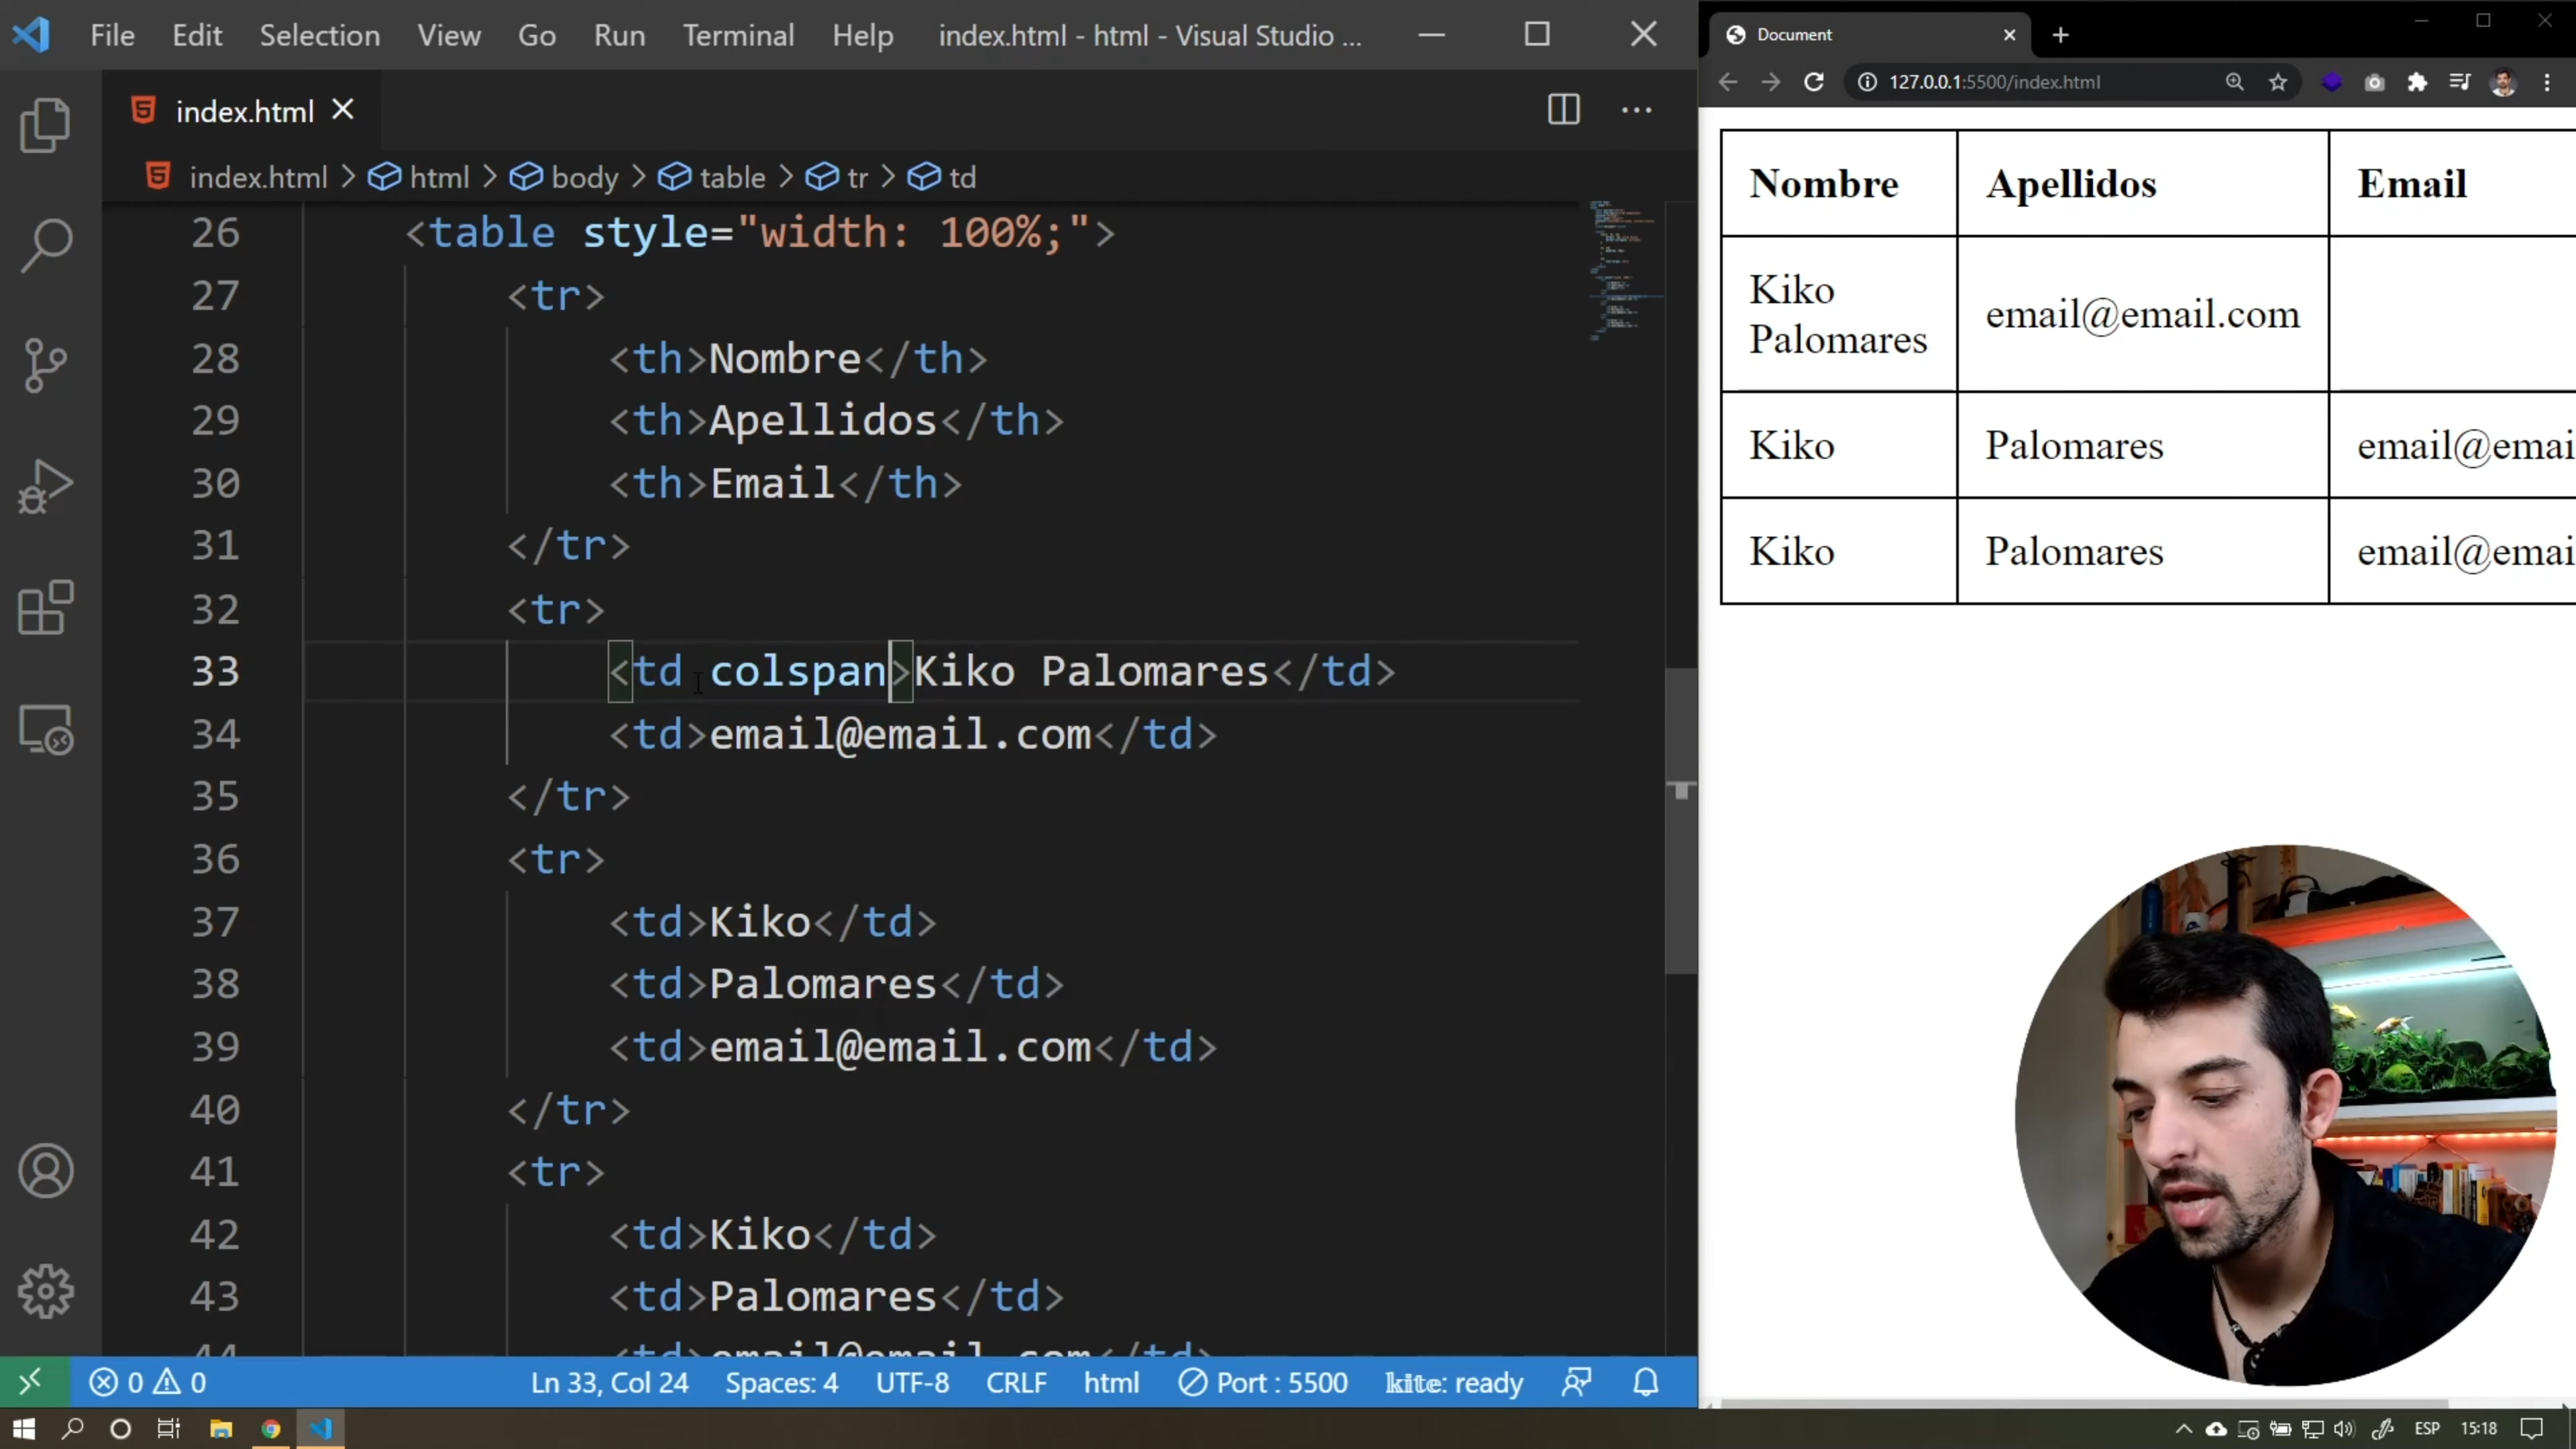 File Edit Selection View Go Run Terminal Help index.html - html - Visual Studio ...
index.html
index.html > html > body > table > tr > td
26 <table style="width: 100%;">
27 <tr>
28 <th>Nombre</th>
29 <th>Apellidos</th>
30 <th>Email</th>
31 </tr>
32 <tr>
33 <td colspan>Kiko Palomares</td>
34 <td>email@email.com</td>
35 </tr>
36 <tr>
37 <td>Kiko</td>
38 <td>Palomares</td>
39 <td>email@email.com</td>
40 </tr>
41 <tr>
42 <td>Kiko</td>
43 <td>Palomares</td>
44 <td>email@email.com</td>
0 0 Ln 33, Col 24 Spaces: 4 UTF-8 CRLF html Port : 5500 kite: ready
Document
127.0.0.1:5500/index.html
Nombre Apellidos Email
Kiko
Palomares email@email.com
Kiko Palomares email@emai
Kiko Palomares email@emai
ESP 15:18